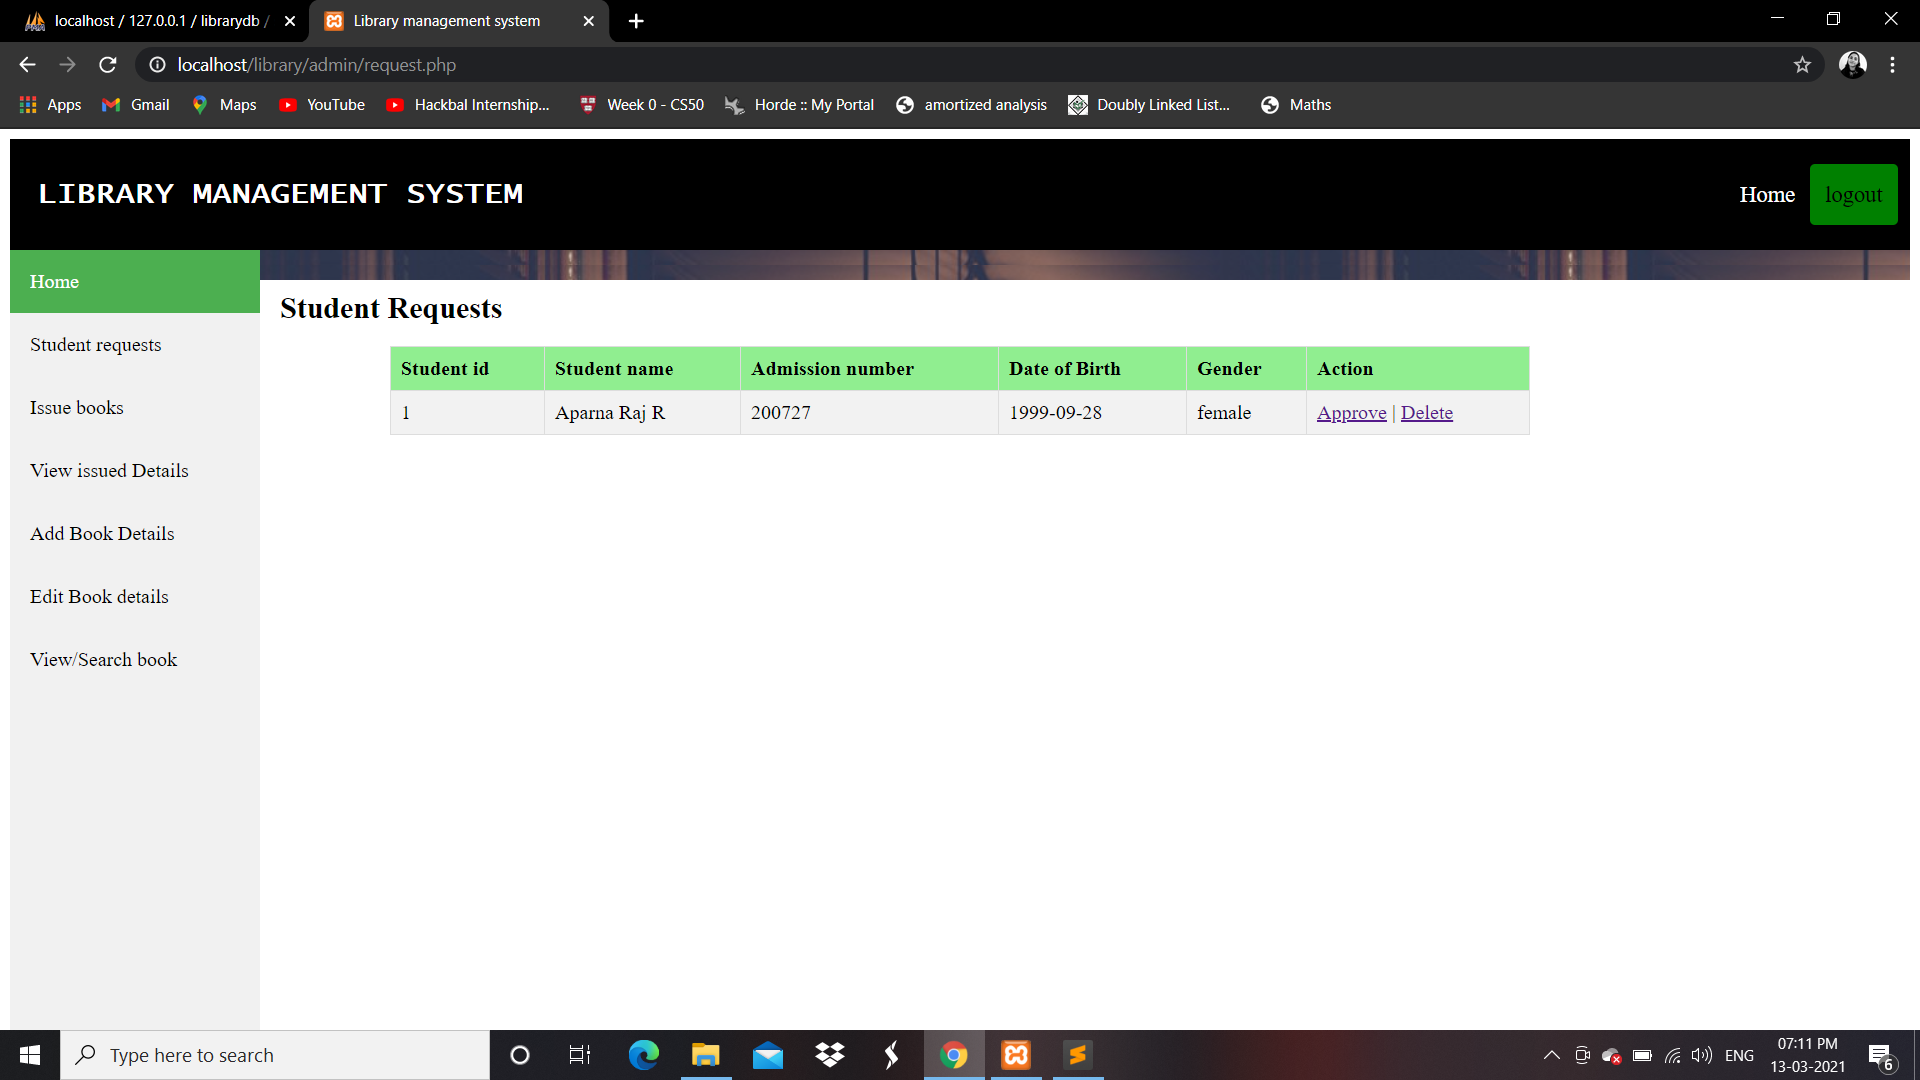 localhost / 127.0.0.1 / librarydb /
Library management system
localhost/library/admin/request.php
Apps Gmail Maps YouTube Hackbal Internship... Week 0 - CS50 Horde :: My Portal amortized analysis Doubly Linked List... Maths
LIBRARY MANAGEMENT SYSTEM
Home logout
Home
Student requests
Issue books
View issued Details
Add Book Details
Edit Book details
View/Search book
Student Requests
Student id Student name Admission number Date of Birth Gender Action
1 Aparna Raj R 200727 1999-09-28 female Approve | Delete
Type here to search
ENG
07:11 PM
13-03-2021
6